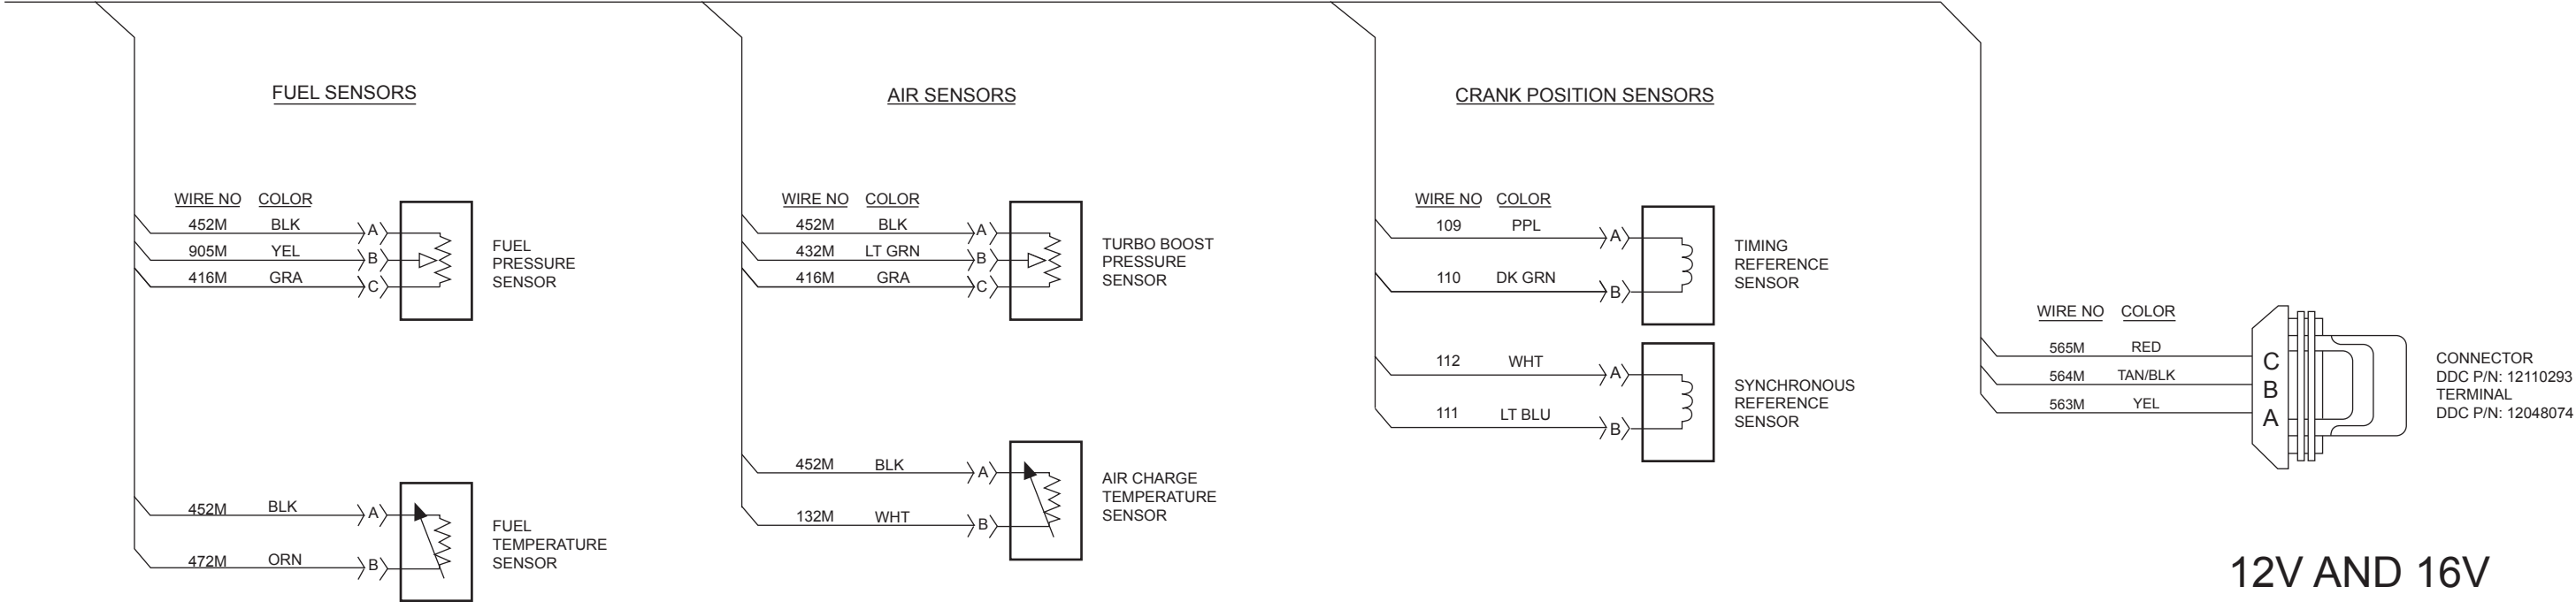 FUEL SENSORS
WIRE NO COLOR
452M BLK A
905M YEL B
416M GRA C
FUEL
PRESSURE
SENSOR
452M BLK A
472M ORN B
FUEL
TEMPERATURE
SENSOR
AIR SENSORS
WIRE NO COLOR
452M BLK A
432M LT GRN B
416M GRA C
TURBO BOOST
PRESSURE
SENSOR
452M BLK A
132M WHT B
AIR CHARGE
TEMPERATURE
SENSOR
CRANK POSITION SENSORS
WIRE NO COLOR
109 PPL A
110 DK GRN B
TIMING
REFERENCE
SENSOR
112 WHT A
111 LT BLU B
SYNCHRONOUS
REFERENCE
SENSOR
WIRE NO COLOR
565M RED C
564M TAN/BLK B
563M YEL A
CONNECTOR
DDC P/N: 12110293
TERMINAL
DDC P/N: 12048074
12V AND 16V